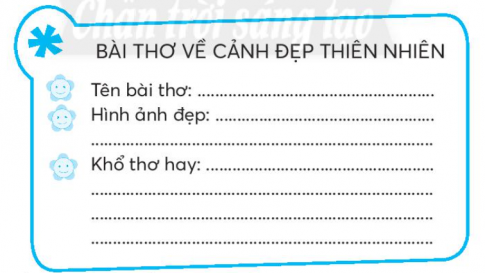 Chân trời sáng tạo
BÀI THƠ VỀ CẢNH ĐẸP THIÊN NHIÊN
Tên bài thơ: .....................................................
Hình ảnh đẹp: .................................................
............................................................................
Khổ thơ hay: ...................................................
............................................................................
............................................................................
............................................................................